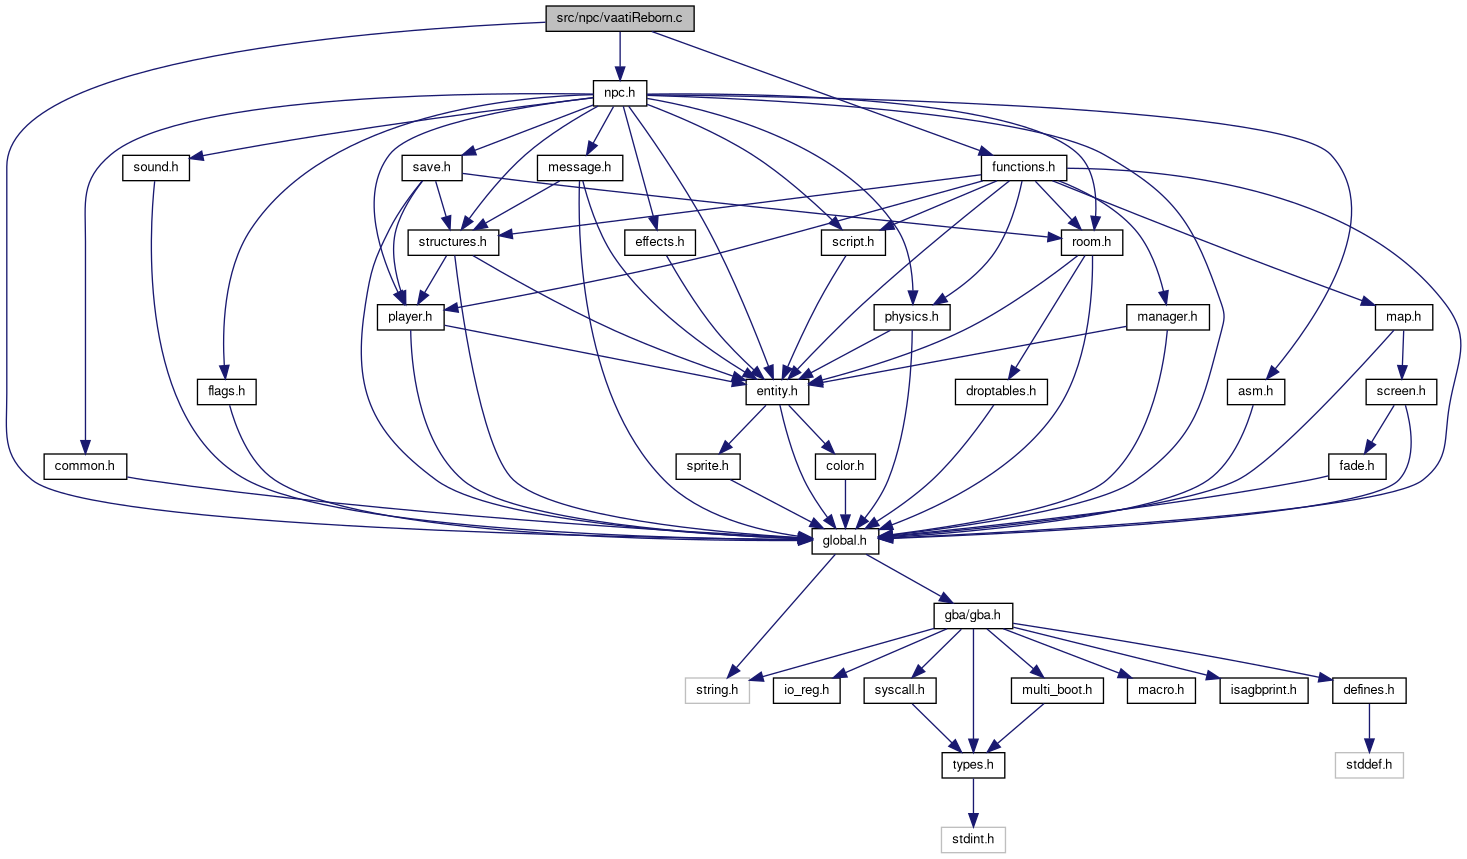 src/npc/vaatiReborn.c
npc.h
sound.h
save.h
message.h
functions.h
structures.h
effects.h
script.h
room.h
player.h
physics.h
manager.h
map.h
flags.h
entity.h
droptables.h
asm.h
screen.h
common.h
sprite.h
color.h
fade.h
global.h
gba/gba.h
string.h
io_reg.h
syscall.h
multi_boot.h
macro.h
isagbprint.h
defines.h
types.h
stddef.h
stdint.h